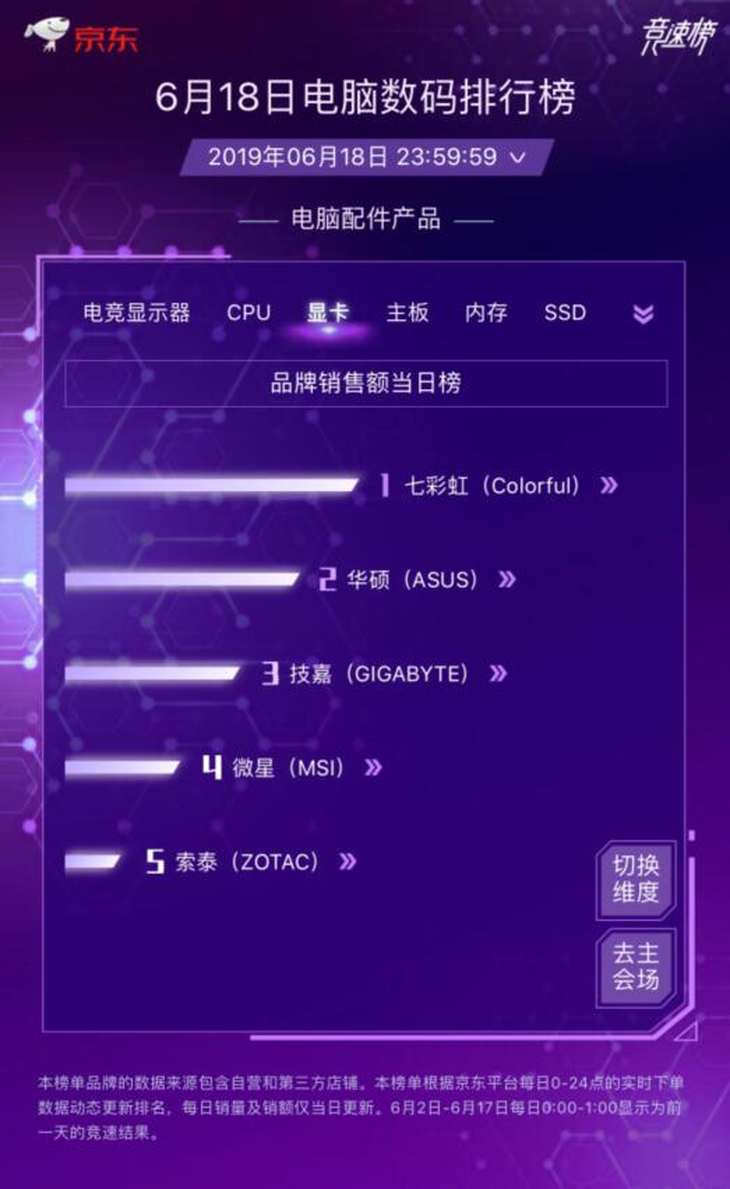 京东
竞速榜
6月18日电脑数码排行榜
2019年06月18日 23:59:59
电脑配件产品
电竞显示器 CPU 显卡 主板 内存 SSD
品牌销售额当日榜
1 七彩虹（Colorful）
2 华硕（ASUS）
3 技嘉（GIGABYTE）
4 微星（MSI）
5 索泰（ZOTAC）
切换
维度
去主
会场
本榜单品牌的数据来源包含自营和第三方店铺。本榜单根据京东平台每日0-24点的实时下单
数据动态更新排名，每日销量及销额仅当日更新。6月2日-6月17日每日0:00-1:00显示为前
一天的竞速结果。